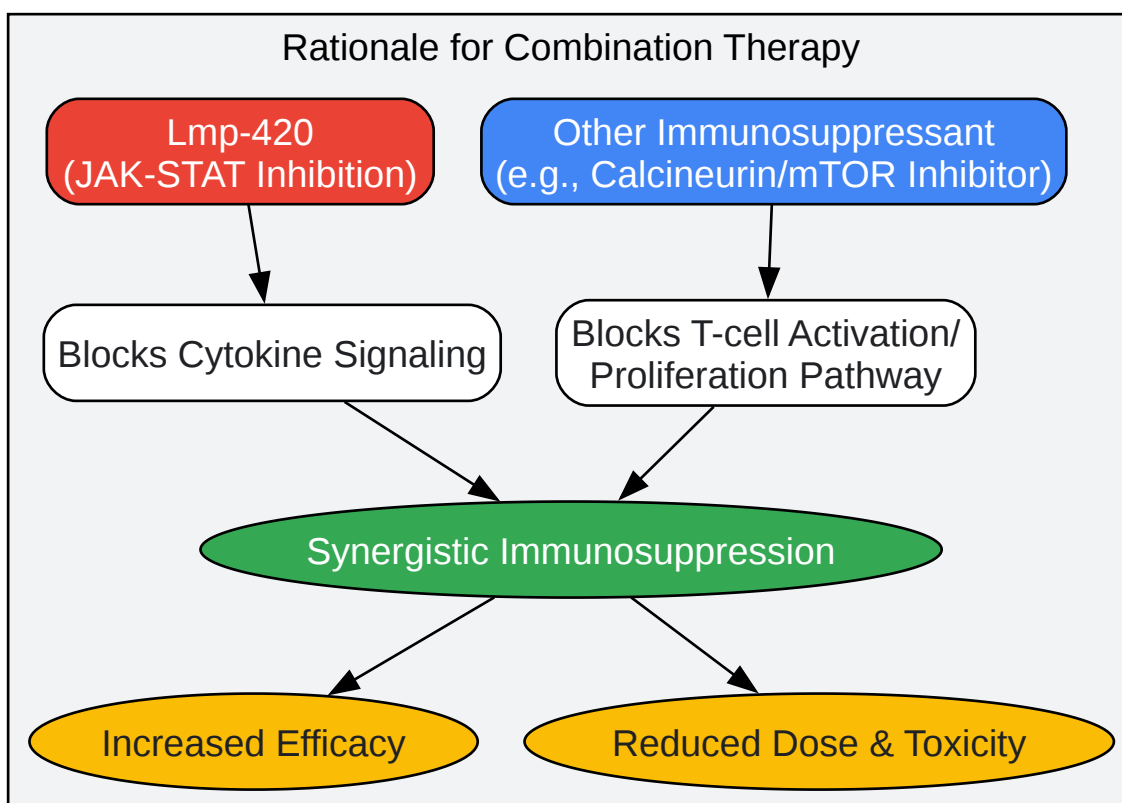 Rationale for Combination Therapy
Lmp-420
(JAK-STAT Inhibition)
Other Immunosuppressant
(e.g., Calcineurin/mTOR Inhibitor)
Blocks Cytokine Signaling
Blocks T-cell Activation/
Proliferation Pathway
Synergistic Immunosuppression
Increased Efficacy
Reduced Dose & Toxicity